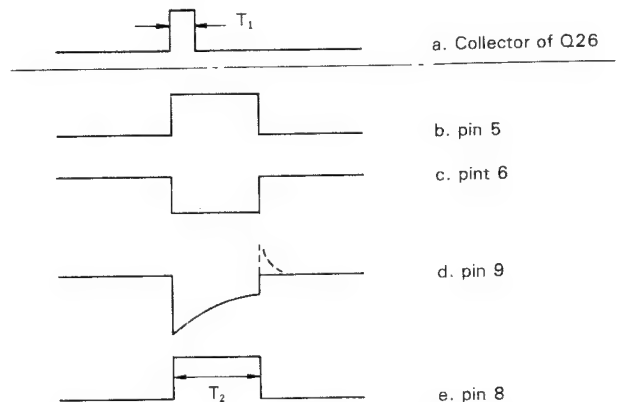 T₁
a. Collector of Q26
b. pin 5
c. pint 6
d. pin 9
T₂
e. pin 8